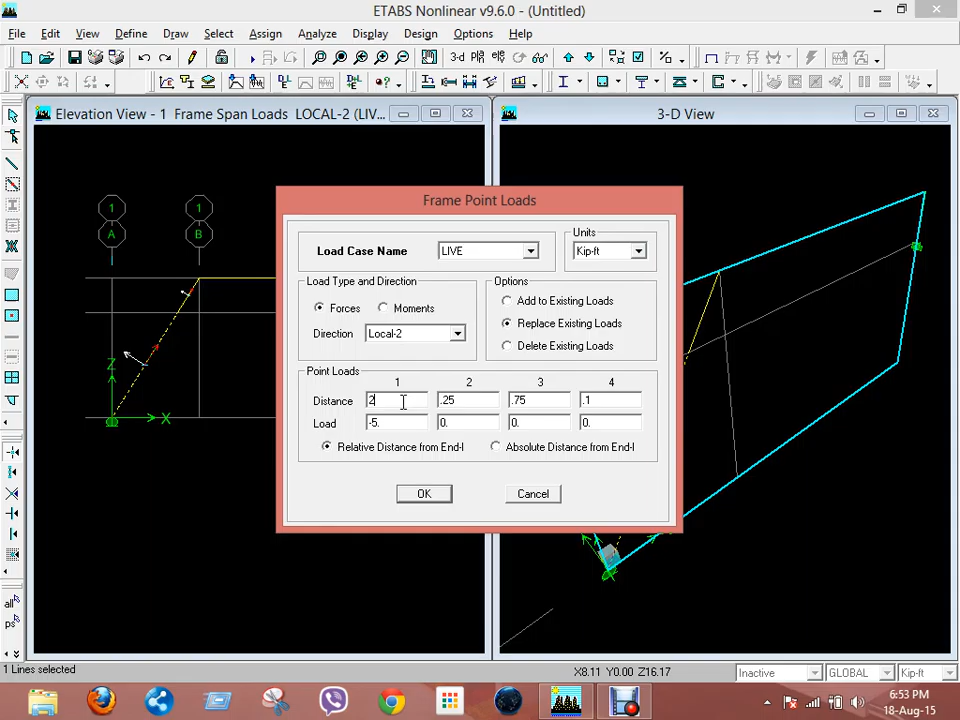 ETABS Nonlinear v9.6.0 - (Untitled)
File Edit View Define Draw Select Assign Analyze Display Design Options Help
3-d
Elevation View - 1 Frame Span Loads LOCAL-2 (LIV...
3-D View
1 1
A B
Z
X
Frame Point Loads
Load Case Name LIVE
Units
Kip-ft
Load Type and Direction
Forces Moments
Direction Local-2
Options
Add to Existing Loads
Replace Existing Loads
Delete Existing Loads
Point Loads
1 2 3 4
Distance 2 .25 .75 .1
Load -5. 0. 0. 0.
Relative Distance from End-I Absolute Distance from End-I
OK Cancel
all
ps
1 Lines selected
X8.11 Y0.00 Z16.17
Inactive GLOBAL Kip-ft
6:53 PM
18-Aug-15